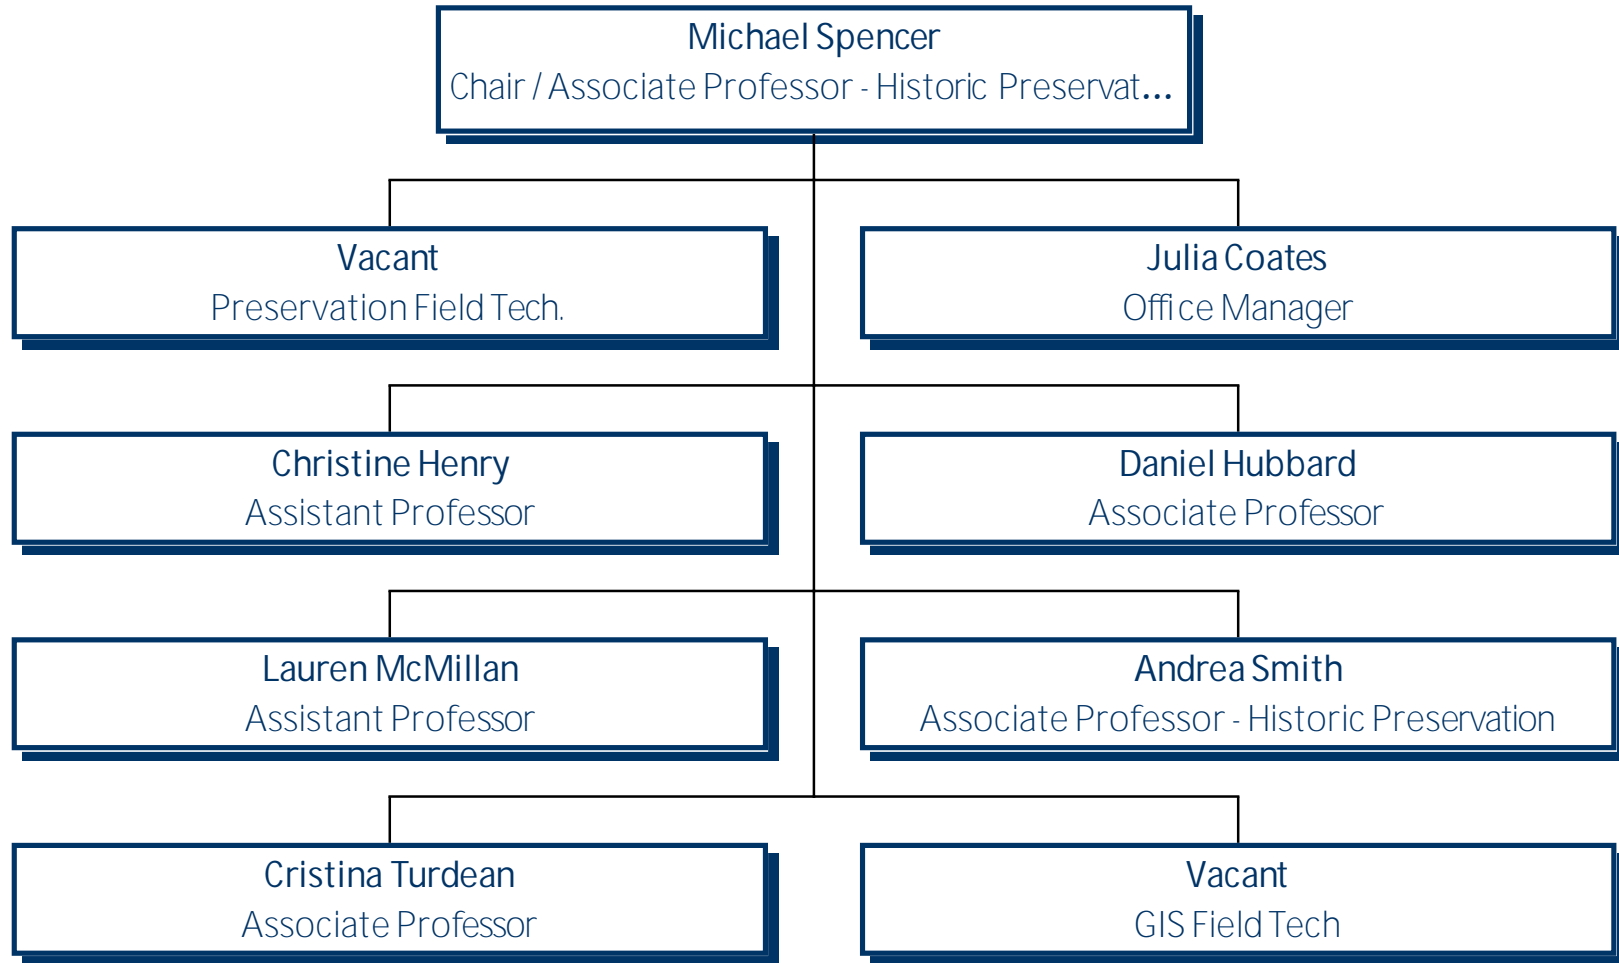 Michael Spencer
Chair / Associate Professor - Historic Preservat...
Vacant
Preservation Field Tech.
Julia Coates
Office Manager
Christine Henry
Assistant Professor
Daniel Hubbard
Associate Professor
Lauren McMillan
Assistant Professor
Andrea Smith
Associate Professor - Historic Preservation
Cristina Turdean
Associate Professor
Vacant
GIS Field Tech